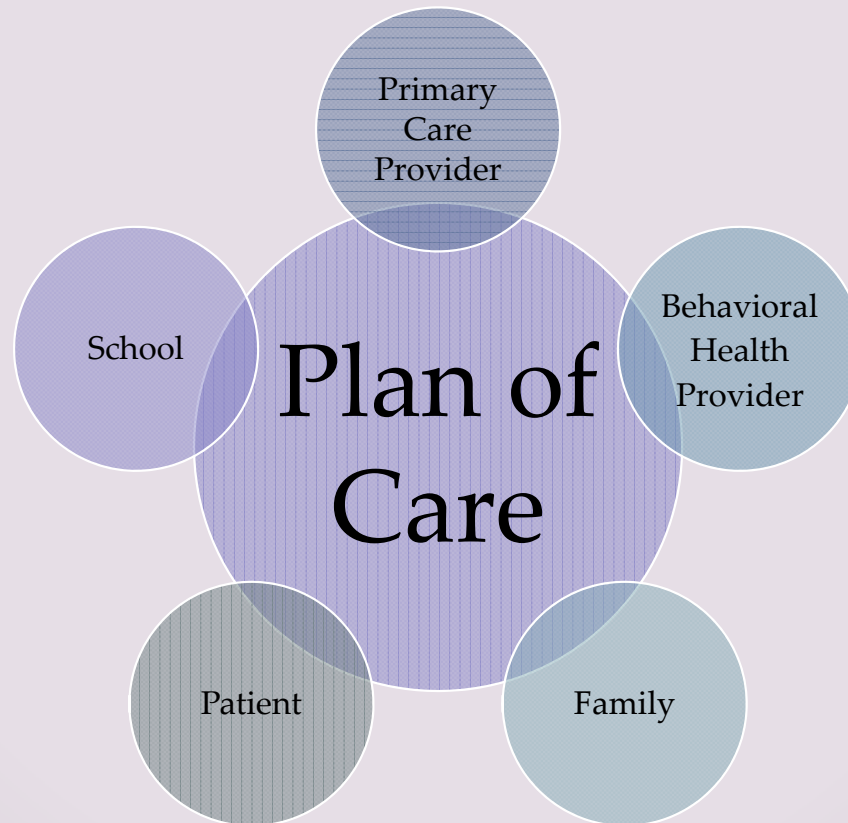 Primary
Care
Provider
School
Plan of
Care
Behavioral
Health
Provider
Patient
Family